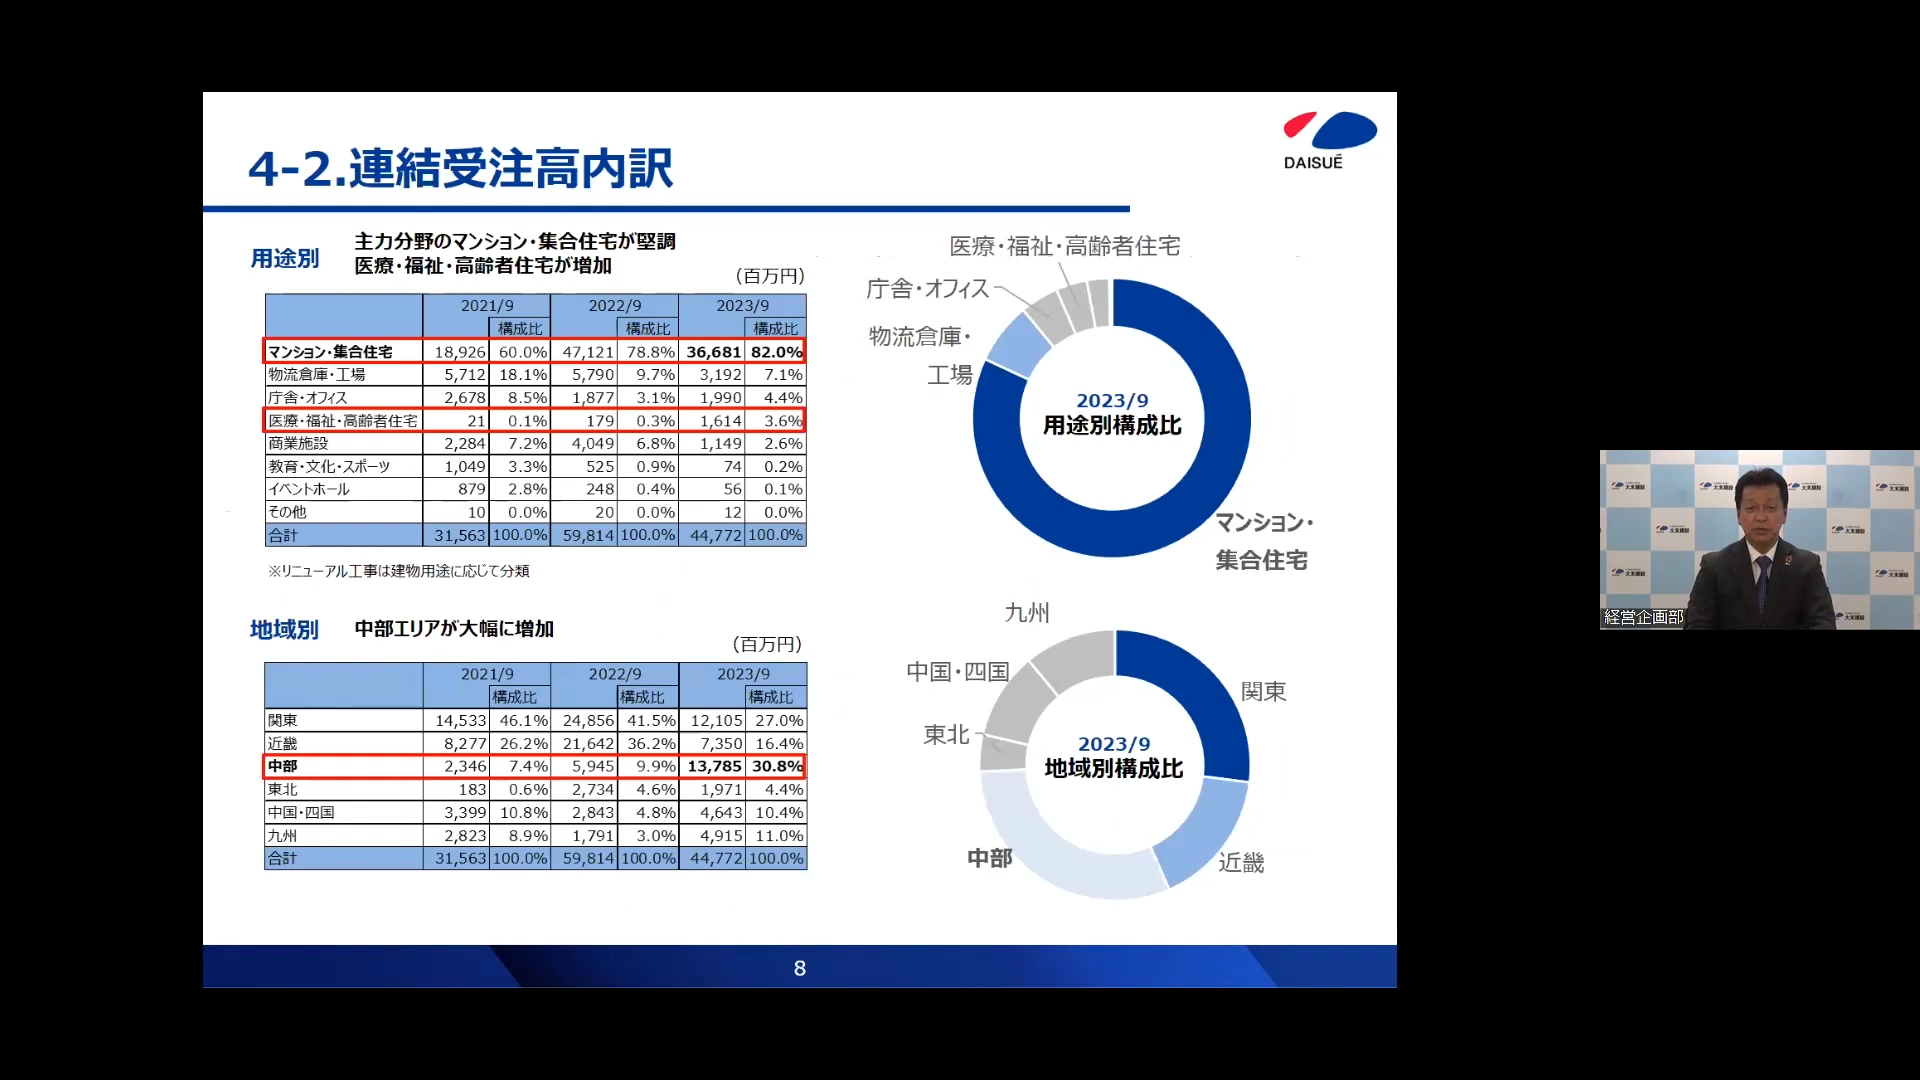 4-2.連結受注高内訳
DAISUÉ
用途別
主力分野のマンション・集合住宅が堅調
医療・福祉・高齢者住宅が増加
(百万円)
2021/9 2022/9 2023/9
構成比 構成比 構成比
マンション・集合住宅 18,926 60.0% 47,121 78.8% 36,681 82.0%
物流倉庫・工場 5,712 18.1% 5,790 9.7% 3,192 7.1%
庁舎・オフィス 2,678 8.5% 1,877 3.1% 1,990 4.4%
医療・福祉・高齢者住宅 21 0.1% 179 0.3% 1,614 3.6%
商業施設 2,284 7.2% 4,049 6.8% 1,149 2.6%
教育・文化・スポーツ 1,049 3.3% 525 0.9% 74 0.2%
イベントホール 879 2.8% 248 0.4% 56 0.1%
その他 10 0.0% 20 0.0% 12 0.0%
合計 31,563 100.0% 59,814 100.0% 44,772 100.0%
※リニューアル工事は建物用途に応じて分類
医療・福祉・高齢者住宅
庁舎・オフィス
物流倉庫・
工場
2023/9
用途別構成比
マンション・
集合住宅
地域別
中部エリアが大幅に増加
(百万円)
2021/9 2022/9 2023/9
構成比 構成比 構成比
関東 14,533 46.1% 24,856 41.5% 12,105 27.0%
近畿 8,277 26.2% 21,642 36.2% 7,350 16.4%
中部 2,346 7.4% 5,945 9.9% 13,785 30.8%
東北 183 0.6% 2,734 4.6% 1,971 4.4%
中国・四国 3,399 10.8% 2,843 4.8% 4,643 10.4%
九州 2,823 8.9% 1,791 3.0% 4,915 11.0%
合計 31,563 100.0% 59,814 100.0% 44,772 100.0%
九州
中国・四国
関東
東北
2023/9
地域別構成比
中部
近畿
8
大末建設
経営企画部